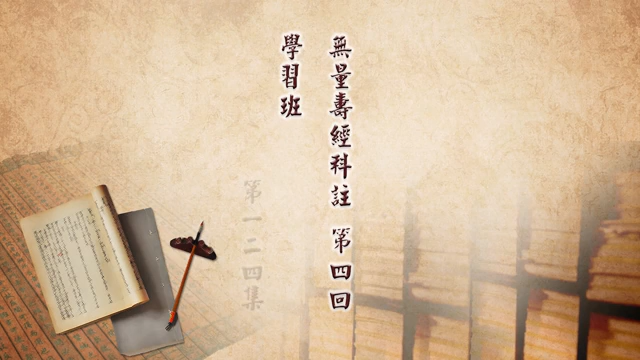 無量壽經科註 第四回
學習班
第一二四集